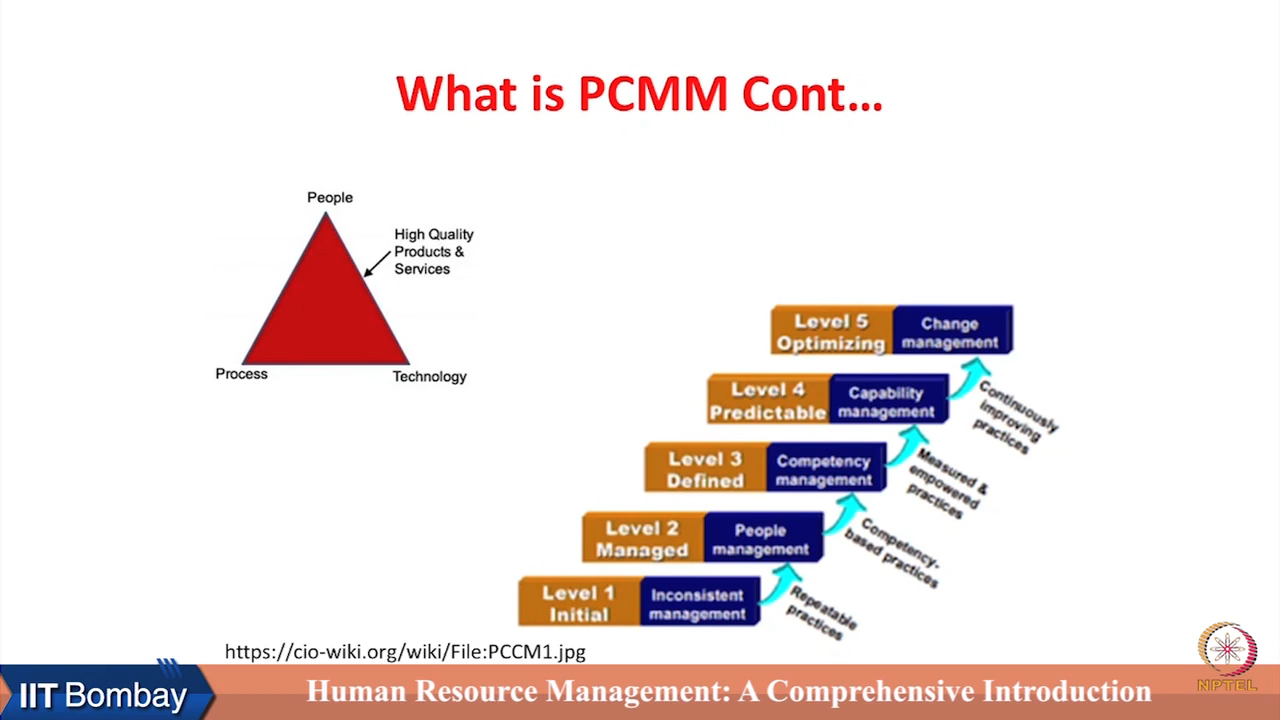 What is PCMM Cont...
People
High Quality
Products &
Services
Process
Technology
Level 5
Optimizing
Change
management
Level 4
Predictable
Capability
management
Continuously
improving
practices
Level 3
Defined
Competency
management
Measured &
empowered
practices
Level 2
Managed
People
management
Competency-
based practices
Level 1
Initial
Inconsistent
management
Repeatable
practices
https://cio-wiki.org/wiki/File:PCCM1.jpg
NPTEL
IIT Bombay
Human Resource Management: A Comprehensive Introduction